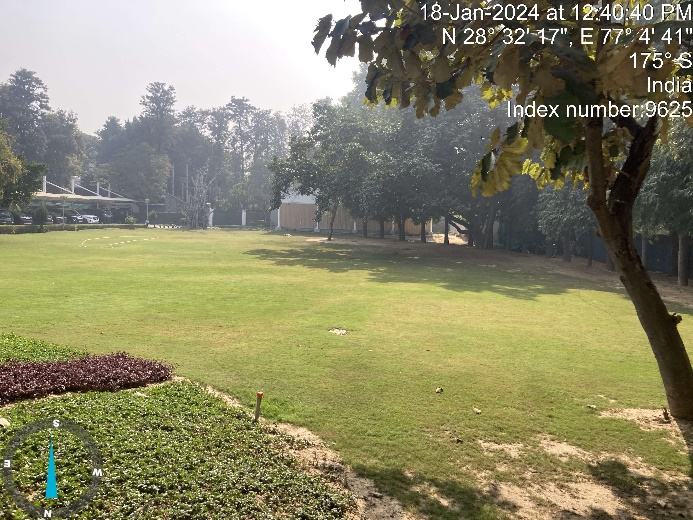 18-Jan-2024 at 12:40:40 PM
N 28° 32' 17", E 77° 4' 41"
175° S
India
Index number:9625
S
E
W
N